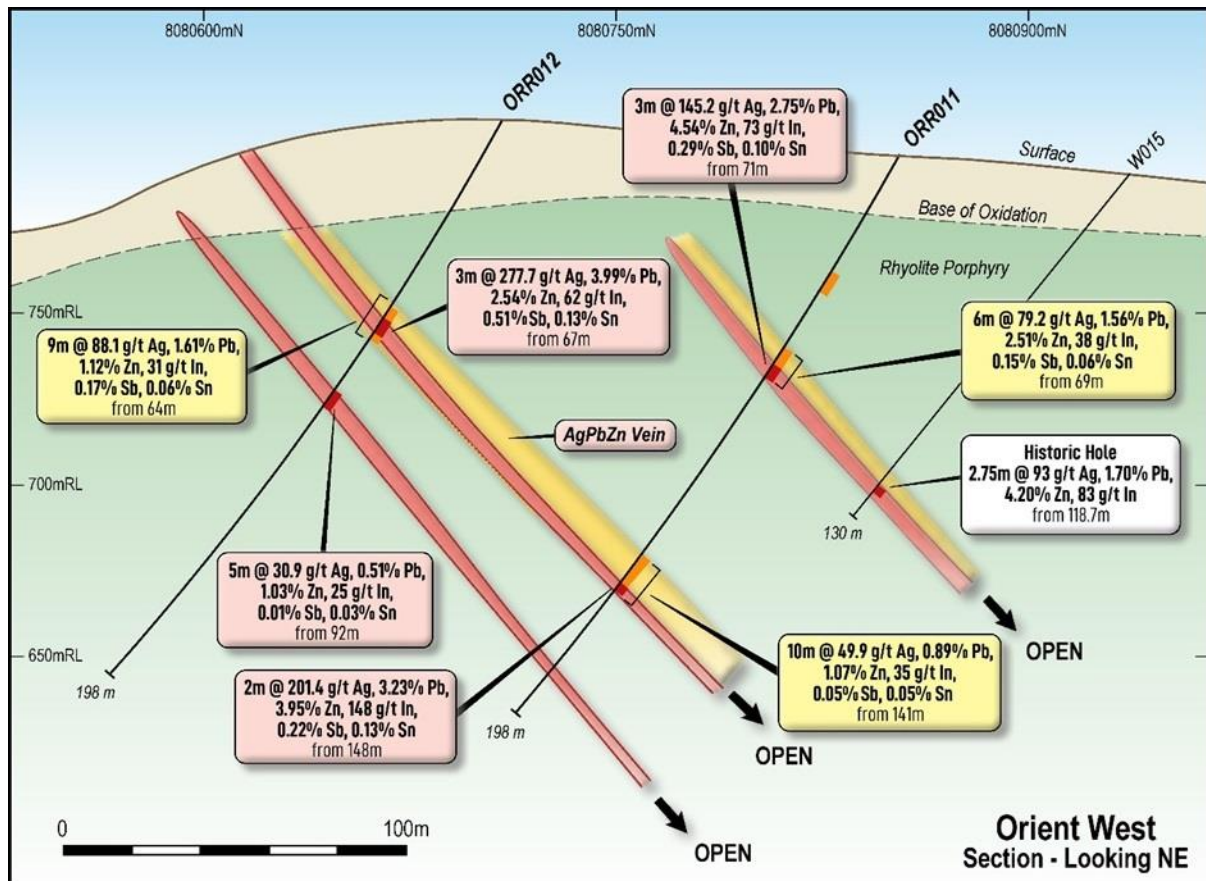 8080600mN
8080750mN
8080900mN
ORR012
ORR011
W015
3m @ 145.2 g/t Ag, 2.75% Pb,
4.54% Zn, 73 g/t In,
0.29% Sb, 0.10% Sn
from 71m
Surface
Base of Oxidation
Rhyolite Porphyry
750mRL
3m @ 277.7 g/t Ag, 3.99% Pb,
2.54% Zn, 62 g/t In,
0.51% Sb, 0.13% Sn
from 67m
6m @ 79.2 g/t Ag, 1.56% Pb,
2.51% Zn, 38 g/t In,
0.15% Sb, 0.06% Sn
from 69m
9m @ 88.1 g/t Ag, 1.61% Pb,
1.12% Zn, 31 g/t In,
0.17% Sb, 0.06% Sn
from 64m
AgPbZn Vein
Historic Hole
2.75m @ 93 g/t Ag, 1.70% Pb,
4.20% Zn, 83 g/t In
from 118.7m
700mRL
130 m
5m @ 30.9 g/t Ag, 0.51% Pb,
1.03% Zn, 25 g/t In,
0.01% Sb, 0.03% Sn
from 92m
650mRL
OPEN
10m @ 49.9 g/t Ag, 0.89% Pb,
1.07% Zn, 35 g/t In,
0.05% Sb, 0.05% Sn
from 141m
198 m
2m @ 201.4 g/t Ag, 3.23% Pb,
3.95% Zn, 148 g/t In,
0.22% Sb, 0.13% Sn
from 148m
198 m
OPEN
OPEN
0
100m
Orient West
Section - Looking NE